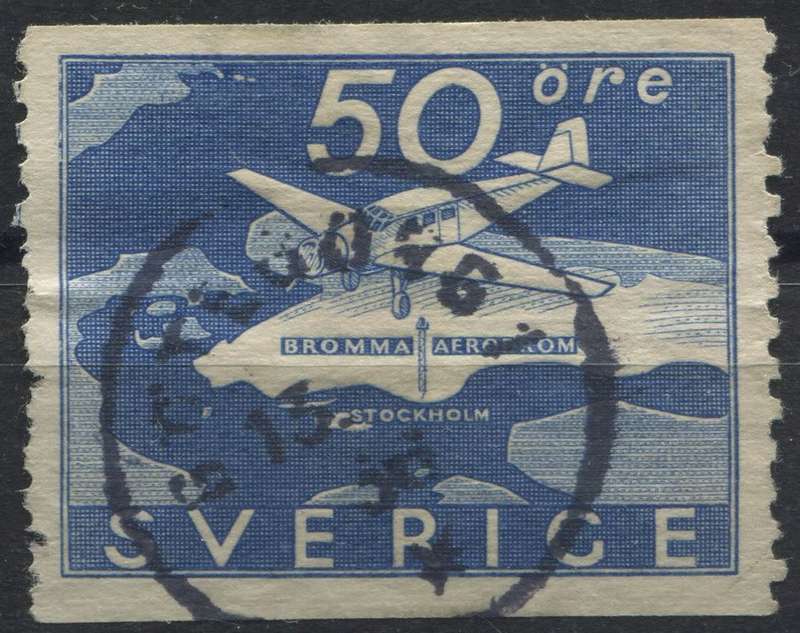 50 öre
BROMMA AERODROM
STOCKHOLM
SVERIGE